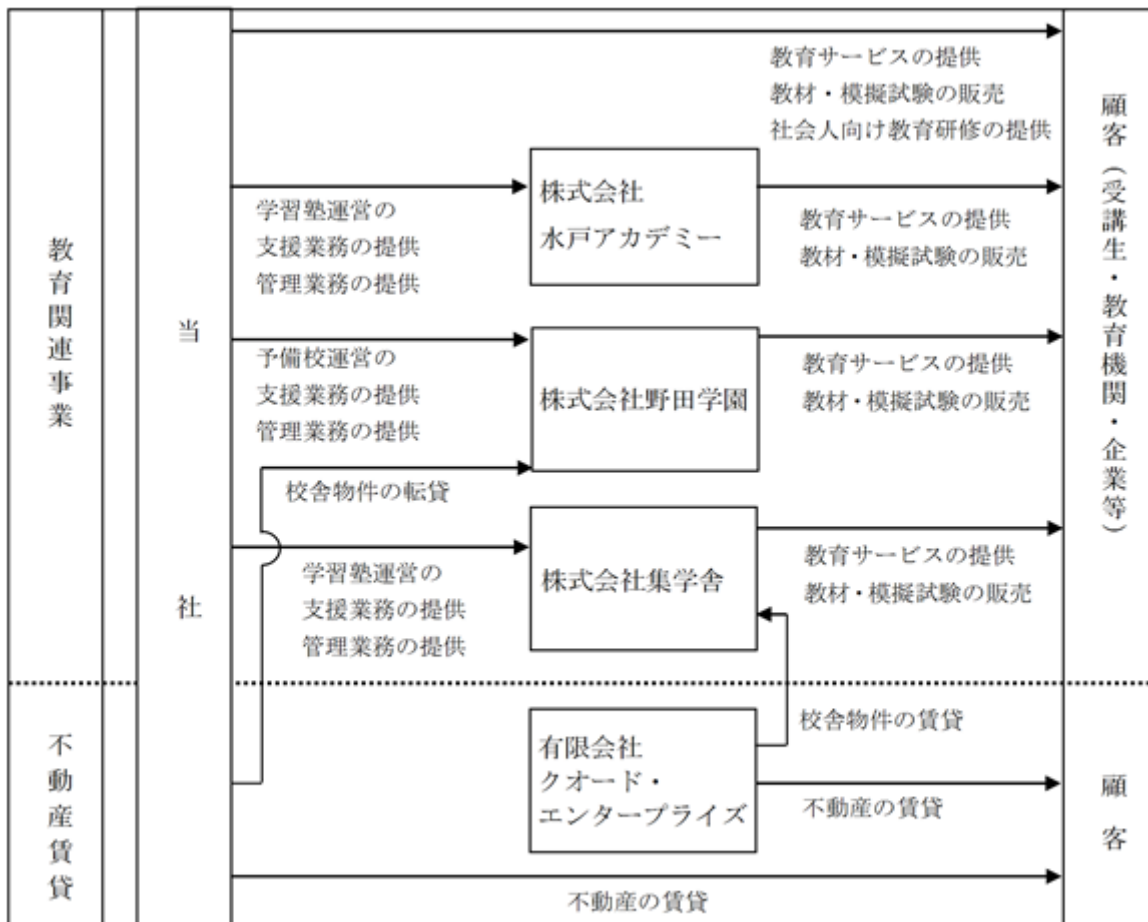 教育関連事業
当社
教育サービスの提供
教材・模擬試験の販売
社会人向け教育研修の提供
学習塾運営の
支援業務の提供
管理業務の提供
株式会社
水戸アカデミー
教育サービスの提供
教材・模擬試験の販売
予備校運営の
支援業務の提供
管理業務の提供
株式会社野田学園
教育サービスの提供
教材・模擬試験の販売
校舎物件の転貸
学習塾運営の
支援業務の提供
管理業務の提供
株式会社集学舎
教育サービスの提供
教材・模擬試験の販売
顧客（受講生・教育機関・企業等）
不動産賃貸
有限会社
クオード・
エンタープライズ
校舎物件の賃貸
不動産の賃貸
不動産の賃貸
顧客